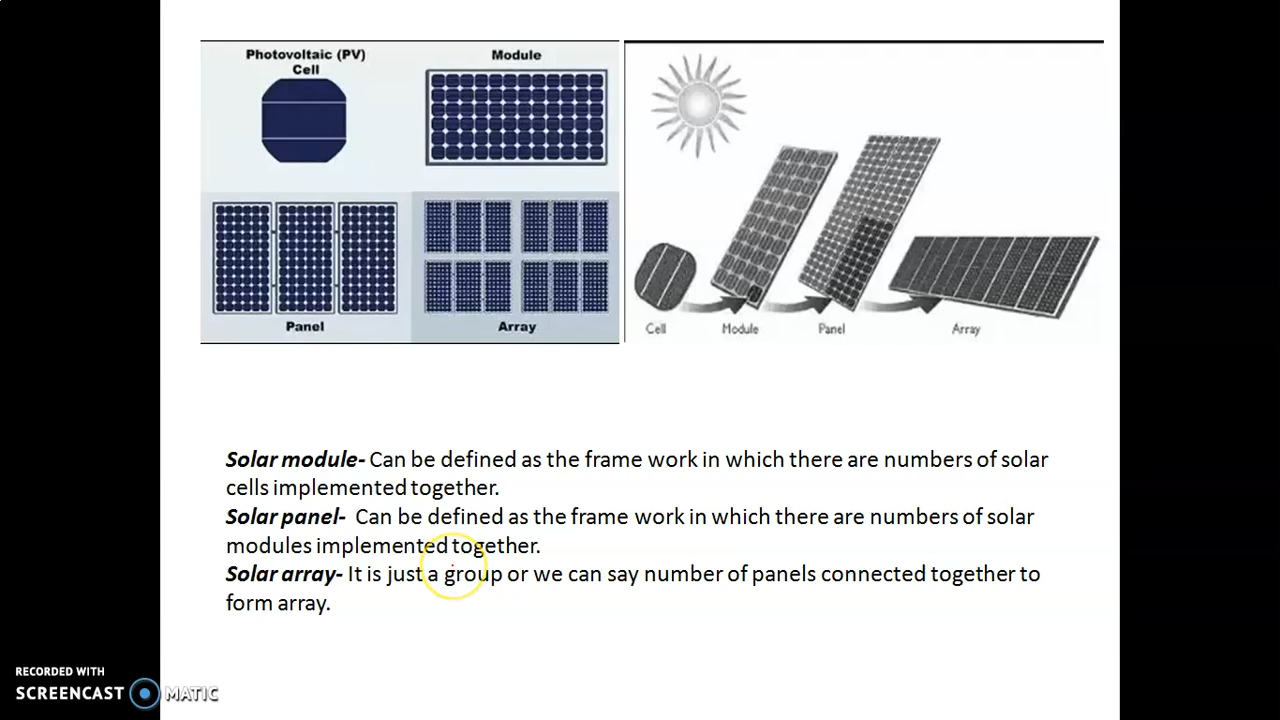 Photovoltaic (PV)
Cell
Module
Panel
Array
Cell
Module
Panel
Array
Solar module- Can be defined as the frame work in which there are numbers of solar
cells implemented together.
Solar panel- Can be defined as the frame work in which there are numbers of solar
modules implemented together.
Solar array- It is just a group or we can say number of panels connected together to
form array.
RECORDED WITH
SCREENCAST MATIC